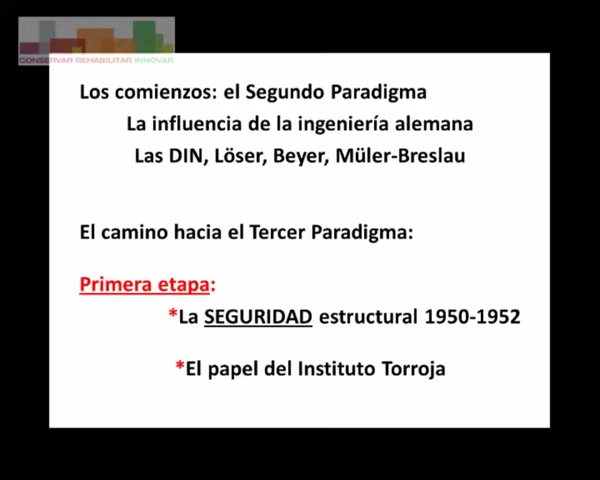 CONSERVAR REHABILITAR INNOVAR
Los comienzos: el Segundo Paradigma
La influencia de la ingeniería alemana
Las DIN, Löser, Beyer, Müler-Breslau
El camino hacia el Tercer Paradigma:
Primera etapa:
*La SEGURIDAD estructural 1950-1952
*El papel del Instituto Torroja